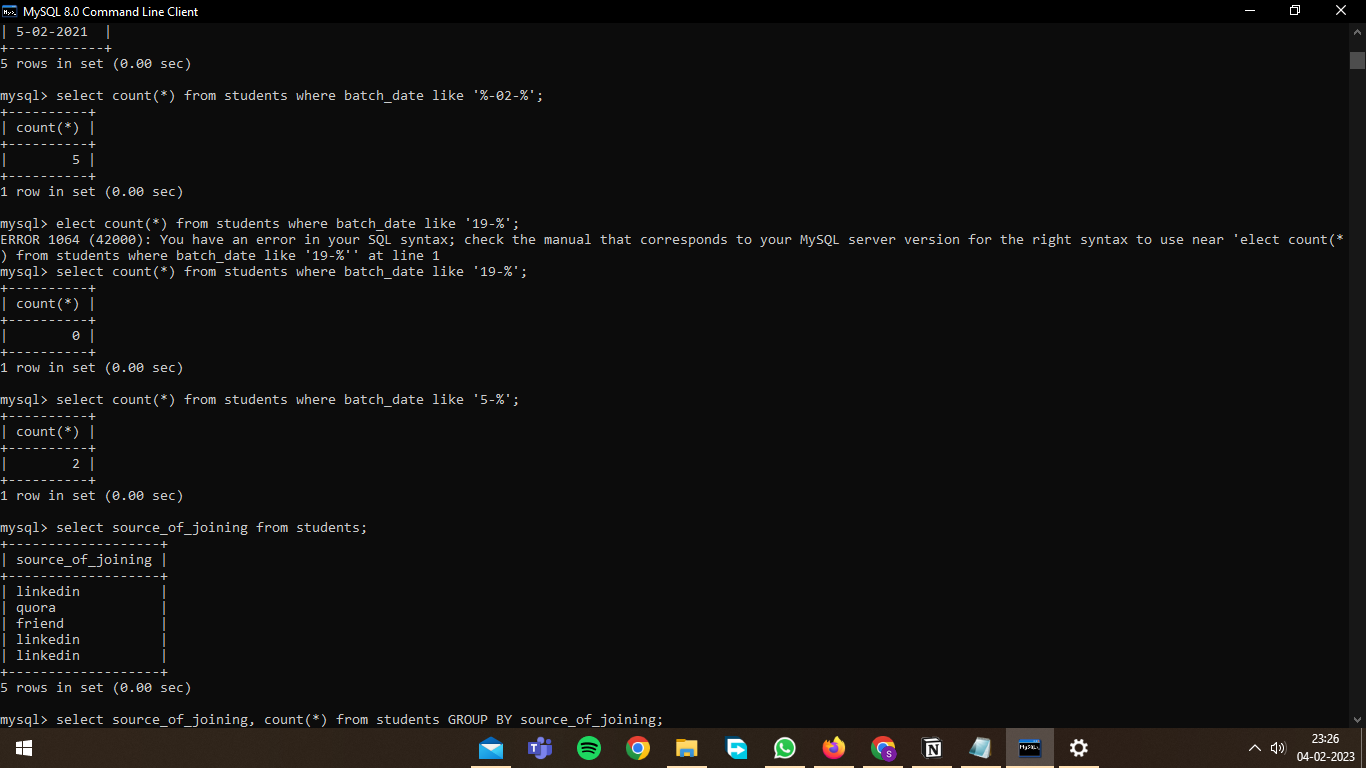 MySQL 8.0 Command Line Client
| 5-02-2021  |
+------------+
5 rows in set (0.00 sec)
mysql> select count(*) from students where batch_date like '%-02-%';
+----------+
| count(*) |
+----------+
|        5 |
+----------+
1 row in set (0.00 sec)
mysql> elect count(*) from students where batch_date like '19-%';
ERROR 1064 (42000): You have an error in your SQL syntax; check the manual that corresponds to your MySQL server version for the right syntax to use near 'elect count(*
) from students where batch_date like '19-%'' at line 1
mysql> select count(*) from students where batch_date like '19-%';
+----------+
| count(*) |
+----------+
|        0 |
+----------+
1 row in set (0.00 sec)
mysql> select count(*) from students where batch_date like '5-%';
+----------+
| count(*) |
+----------+
|        2 |
+----------+
1 row in set (0.00 sec)
mysql> select source_of_joining from students;
+-------------------+
| source_of_joining |
+-------------------+
| linkedin          |
| quora             |
| friend            |
| linkedin          |
| linkedin          |
+-------------------+
5 rows in set (0.00 sec)
mysql> select source_of_joining, count(*) from students GROUP BY source_of_joining;
23:26
04-02-2023